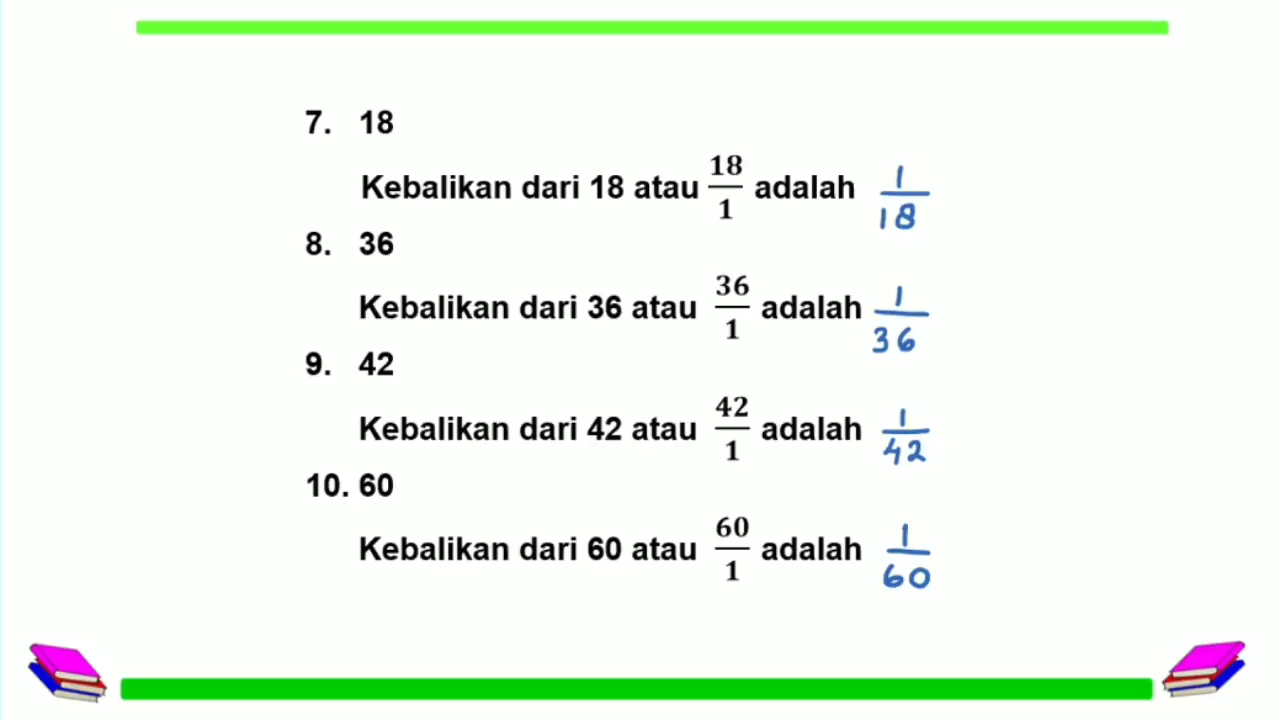 7. 18
Kebalikan dari 18 atau 18/1 adalah 1/18
8. 36
Kebalikan dari 36 atau 36/1 adalah 1/36
9. 42
Kebalikan dari 42 atau 42/1 adalah 1/42
10. 60
Kebalikan dari 60 atau 60/1 adalah 1/60